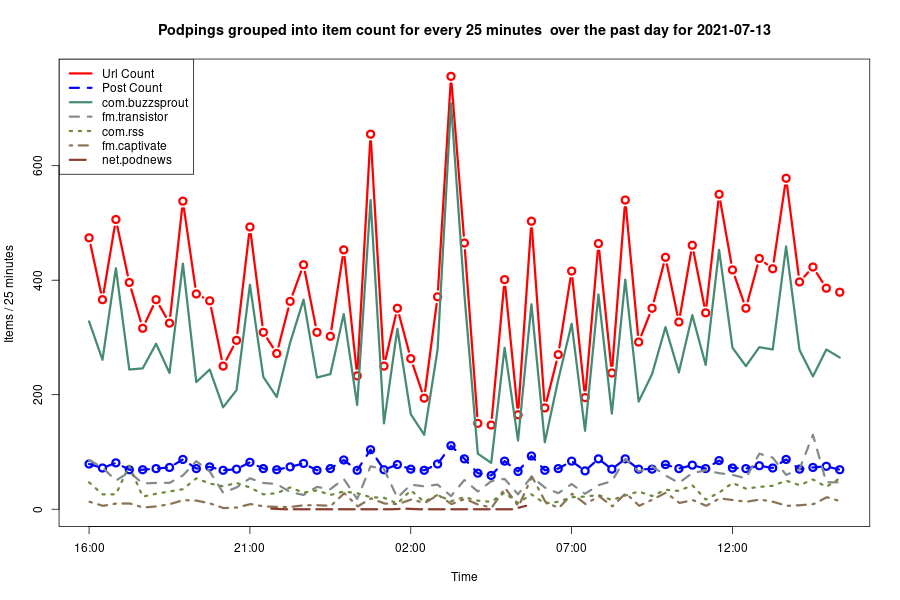 Podpings grouped into item count for every 25 minutes  over the past day for 2021-07-13
Url Count
Post Count
com.buzzsprout
fm.transistor
com.rss
fm.captivate
net.podnews
Items / 25 minutes
600
400
200
0
16:00 21:00 02:00 07:00 12:00
Time